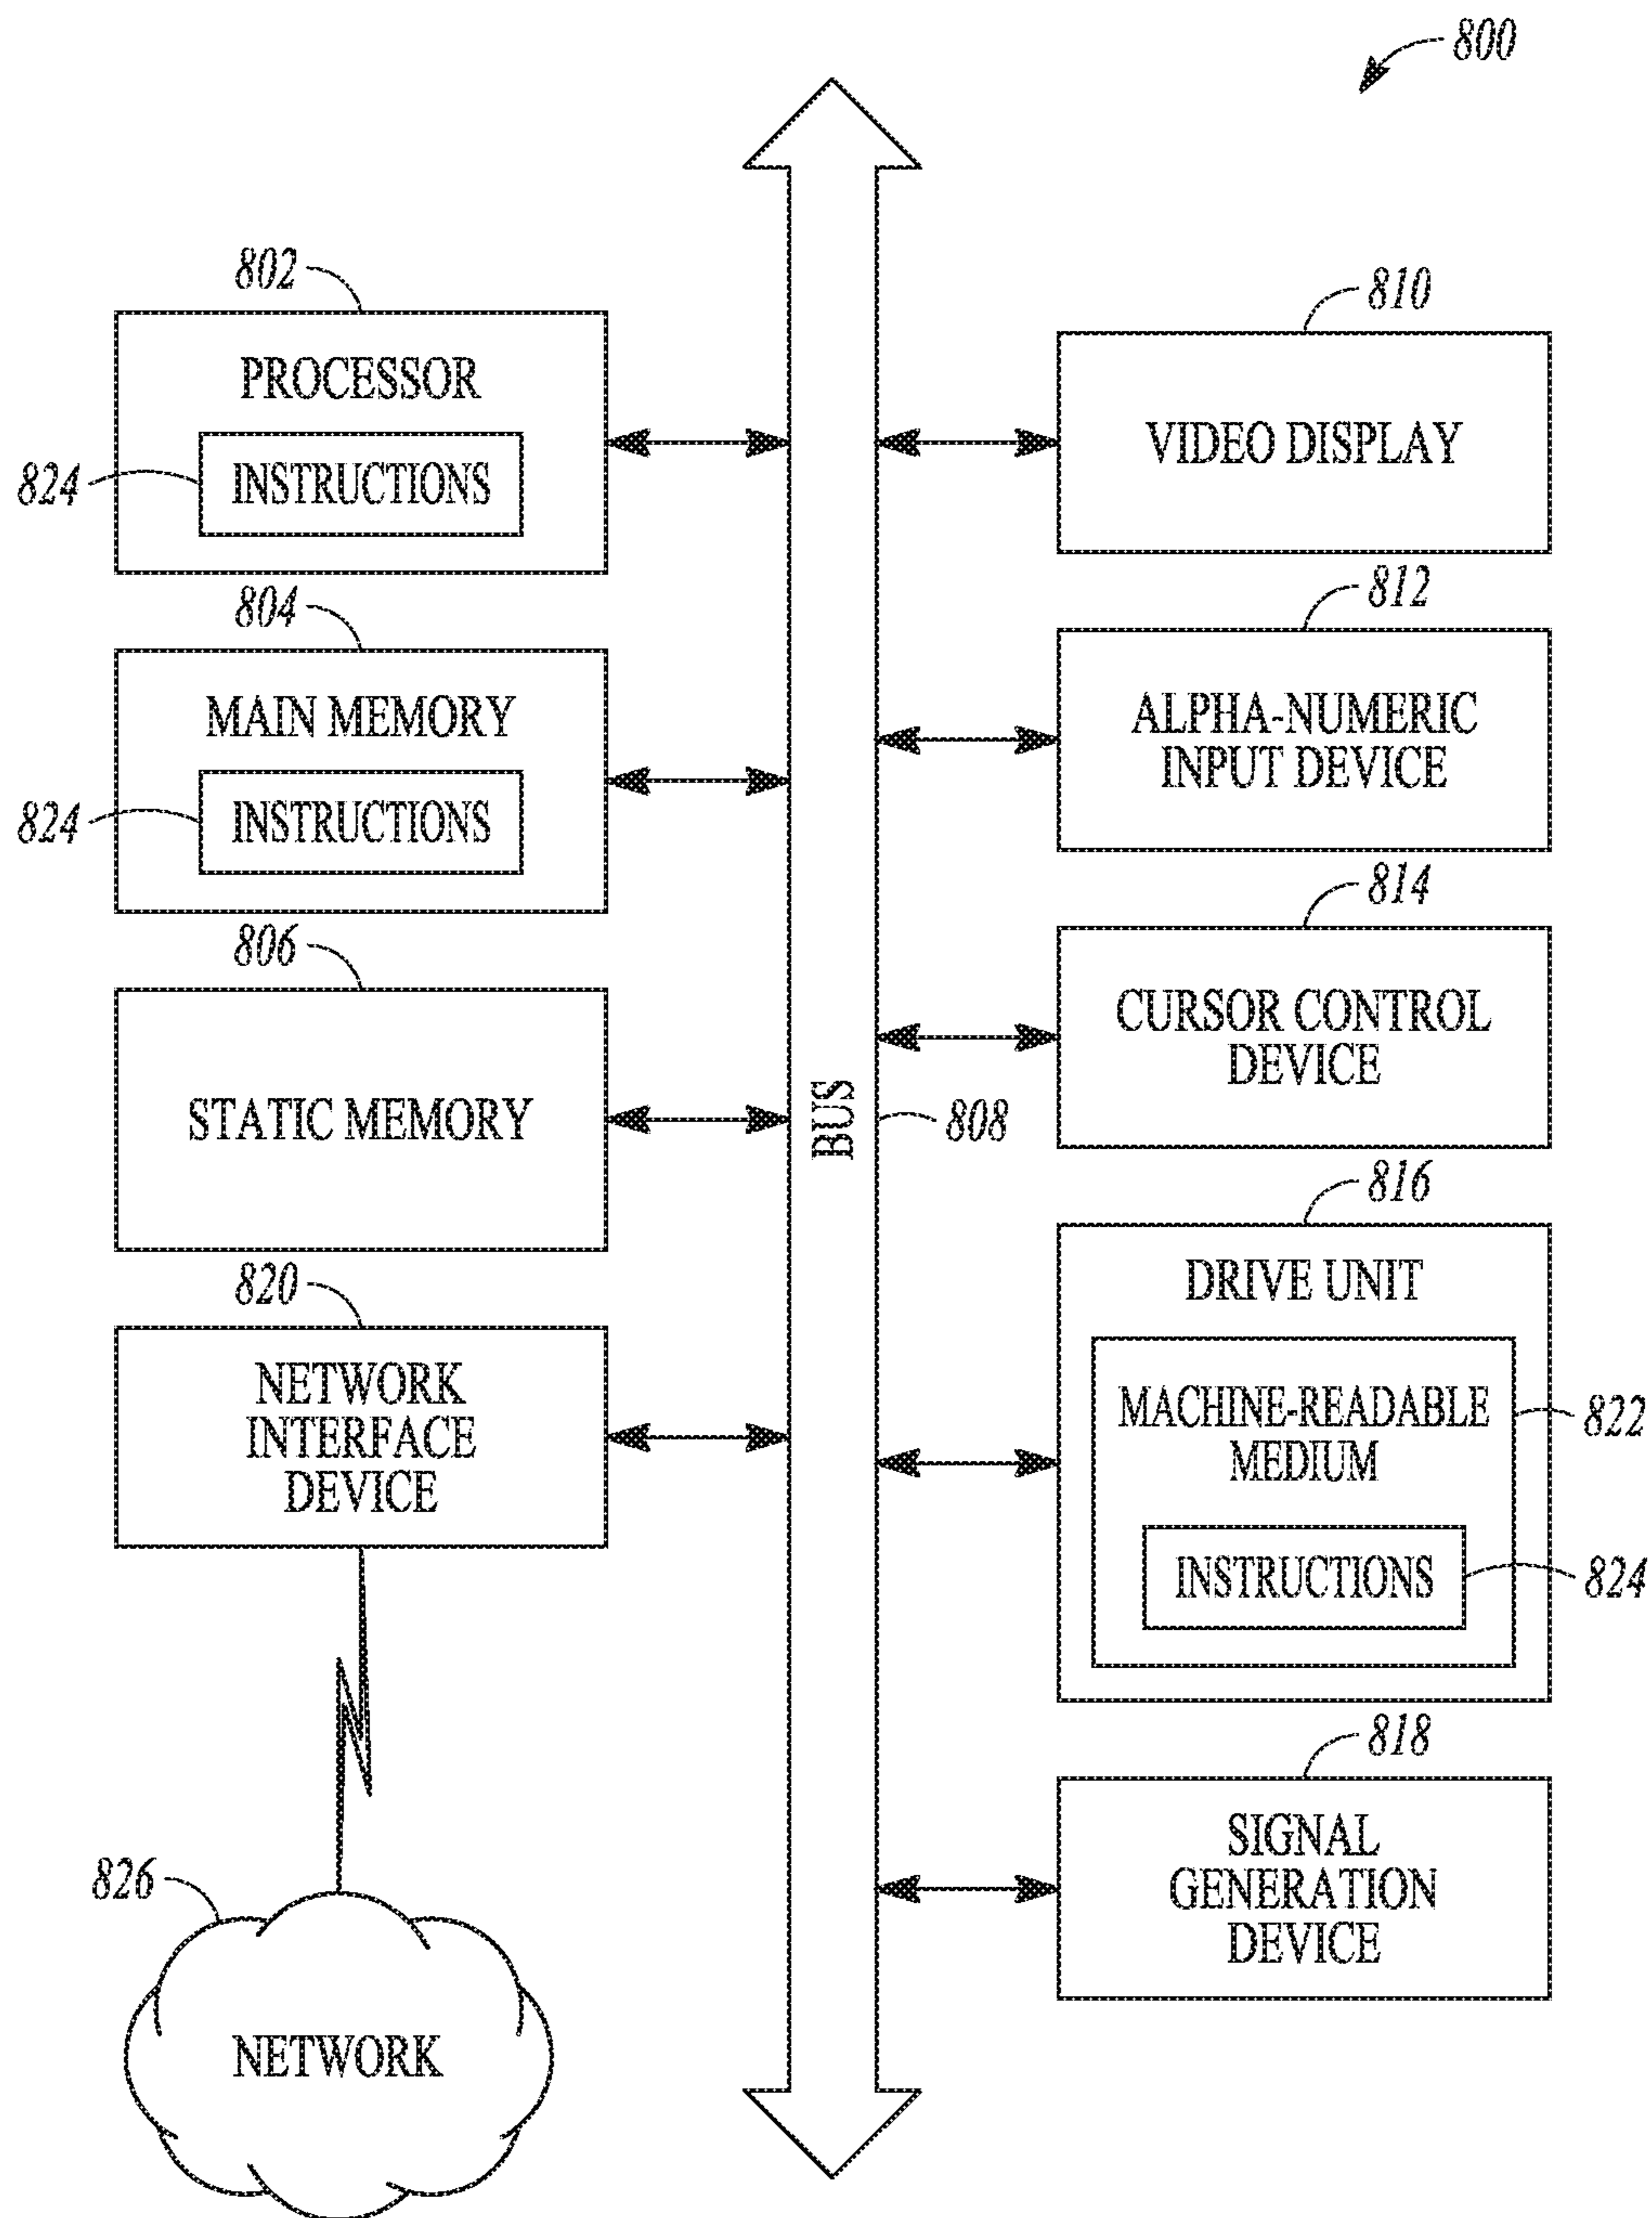 800
802
PROCESSOR
824
INSTRUCTIONS
804
MAIN MEMORY
824
INSTRUCTIONS
806
STATIC MEMORY
820
NETWORK
INTERFACE
DEVICE
826
NETWORK
BUS
808
810
VIDEO DISPLAY
812
ALPHA-NUMERIC
INPUT DEVICE
814
CURSOR CONTROL
DEVICE
816
DRIVE UNIT
MACHINE-READABLE
MEDIUM
822
INSTRUCTIONS
824
818
SIGNAL
GENERATION
DEVICE